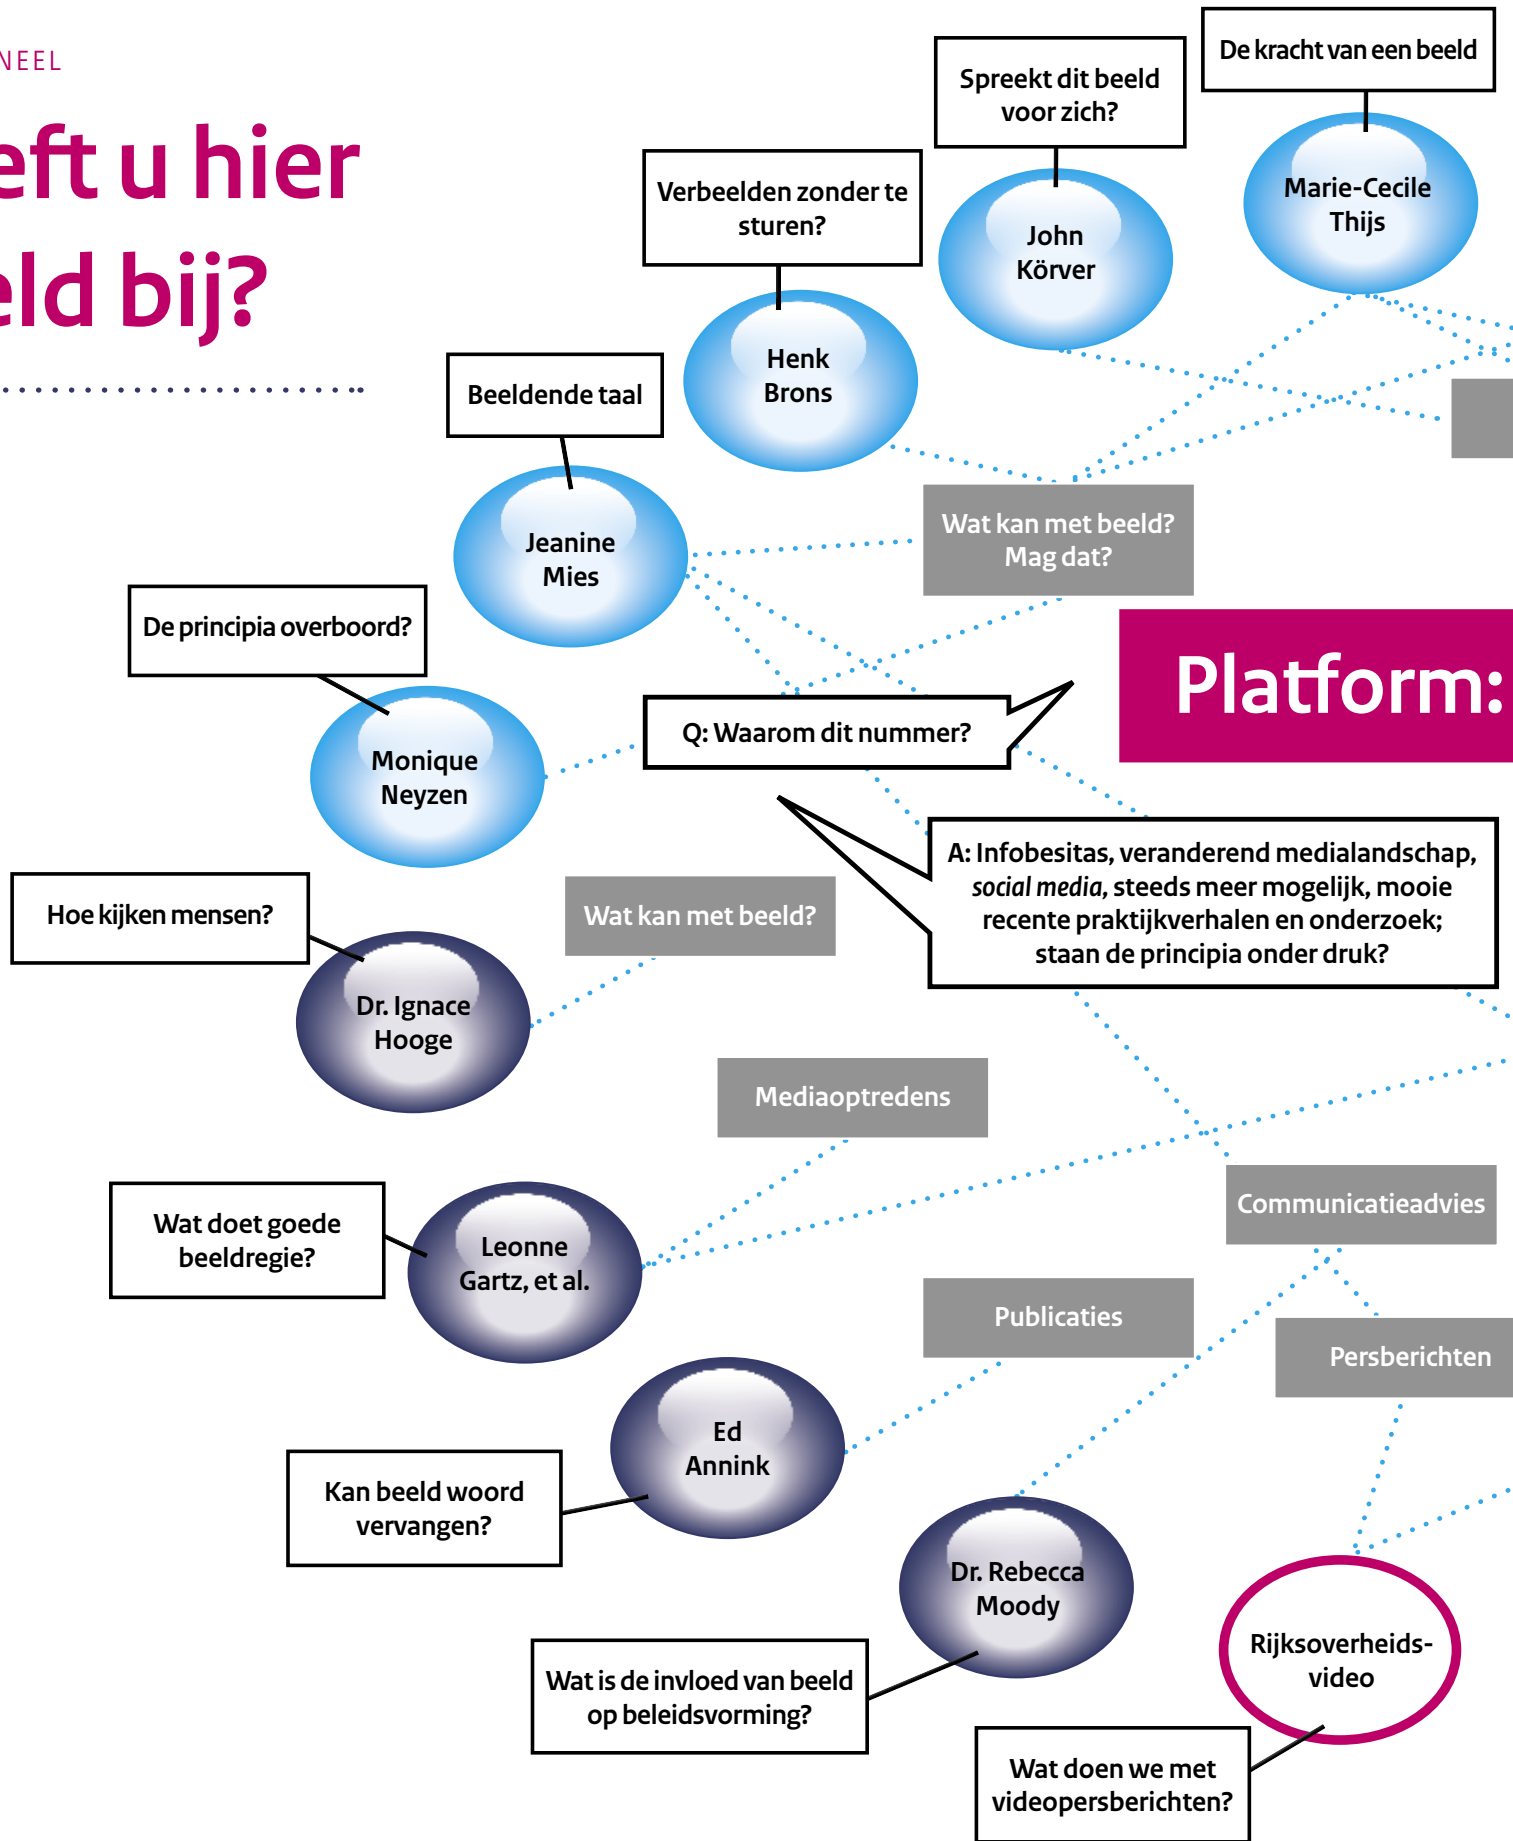 NEEL
eft u hier
eld bij?
De kracht van een beeld
Marie-Cecile
Thijs
Spreekt dit beeld
voor zich?
John
Körver
Verbeelden zonder te
sturen?
Henk
Brons
Beeldende taal
Jeanine
Mies
Wat kan met beeld?
Mag dat?
De principia overboord?
Monique
Neyzen
Platform:
Q: Waarom dit nummer?
A: Infobesitas, veranderend medialandschap,
social media, steeds meer mogelijk, mooie
recente praktijkverhalen en onderzoek;
staan de principia onder druk?
Hoe kijken mensen?
Dr. Ignace
Hooge
Wat kan met beeld?
Mediaoptredens
Wat doet goede
beeldregie?
Leonne
Gartz, et al.
Communicatieadvies
Publicaties
Persberichten
Ed
Annink
Kan beeld woord
vervangen?
Dr. Rebecca
Moody
Wat is de invloed van beeld
op beleidsvorming?
Rijksoverheids-
video
Wat doen we met
videopersberichten?